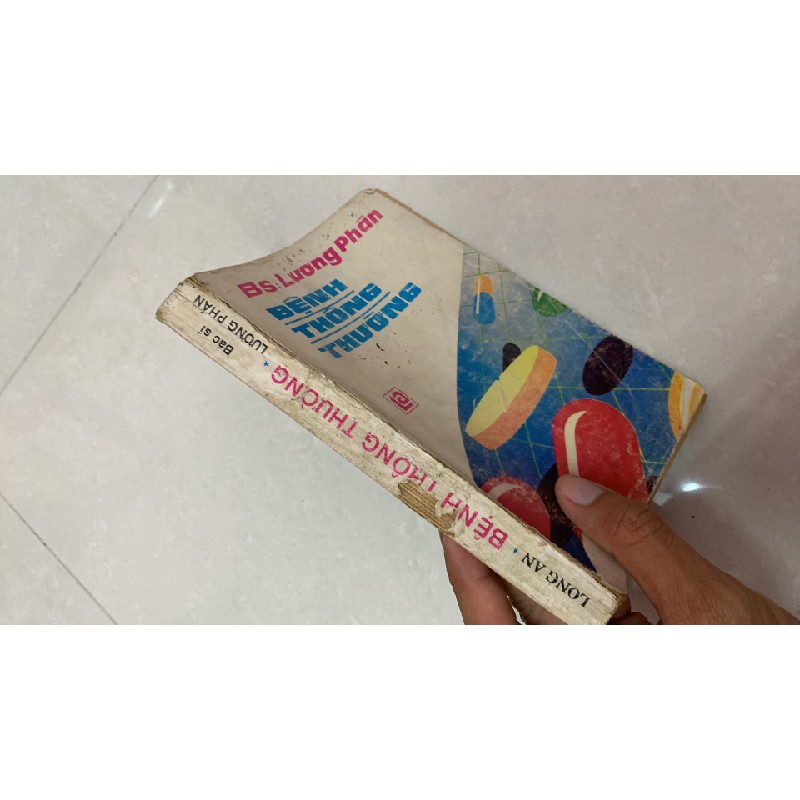 Bs. Lương Phán
BỆNH
THÔNG
THƯỜNG
Bác sĩ
LƯƠNG PHÁN
BỆNH THÔNG THƯỜNG
LONG AN